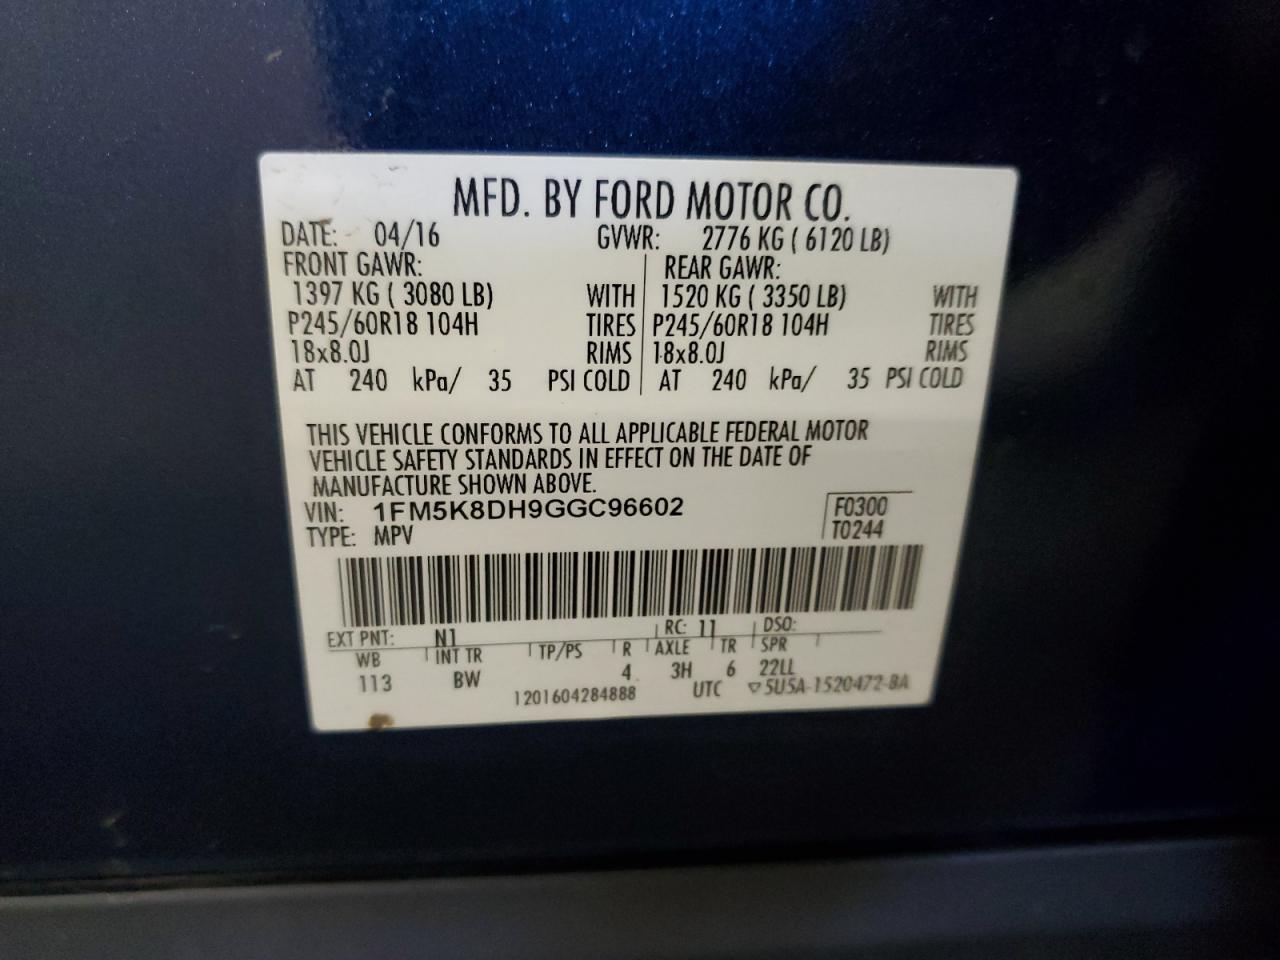 MFD. BY FORD MOTOR CO.
DATE: 04/16 GVWR: 2776 KG ( 6120 LB)
FRONT GAWR: REAR GAWR:
1397 KG ( 3080 LB) WITH 1520 KG ( 3350 LB) WITH
P245/60R18 104H TIRES P245/60R18 104H TIRES
18x8.0J RIMS 18x8.0J RIMS
AT 240 kPa/ 35 PSI COLD AT 240 kPa/ 35 PSI COLD
THIS VEHICLE CONFORMS TO ALL APPLICABLE FEDERAL MOTOR
VEHICLE SAFETY STANDARDS IN EFFECT ON THE DATE OF
MANUFACTURE SHOWN ABOVE.
VIN: 1FM5K8DH9GGC96602 F0300
TYPE: MPV T0244
EXT PNT: N1 RC: 11 DSO:
WB INT TR TP/PS R AXLE TR SPR
113 BW 4 3H 6 22LL
1201604284888 UTC ▽5U5A-1520472-BA